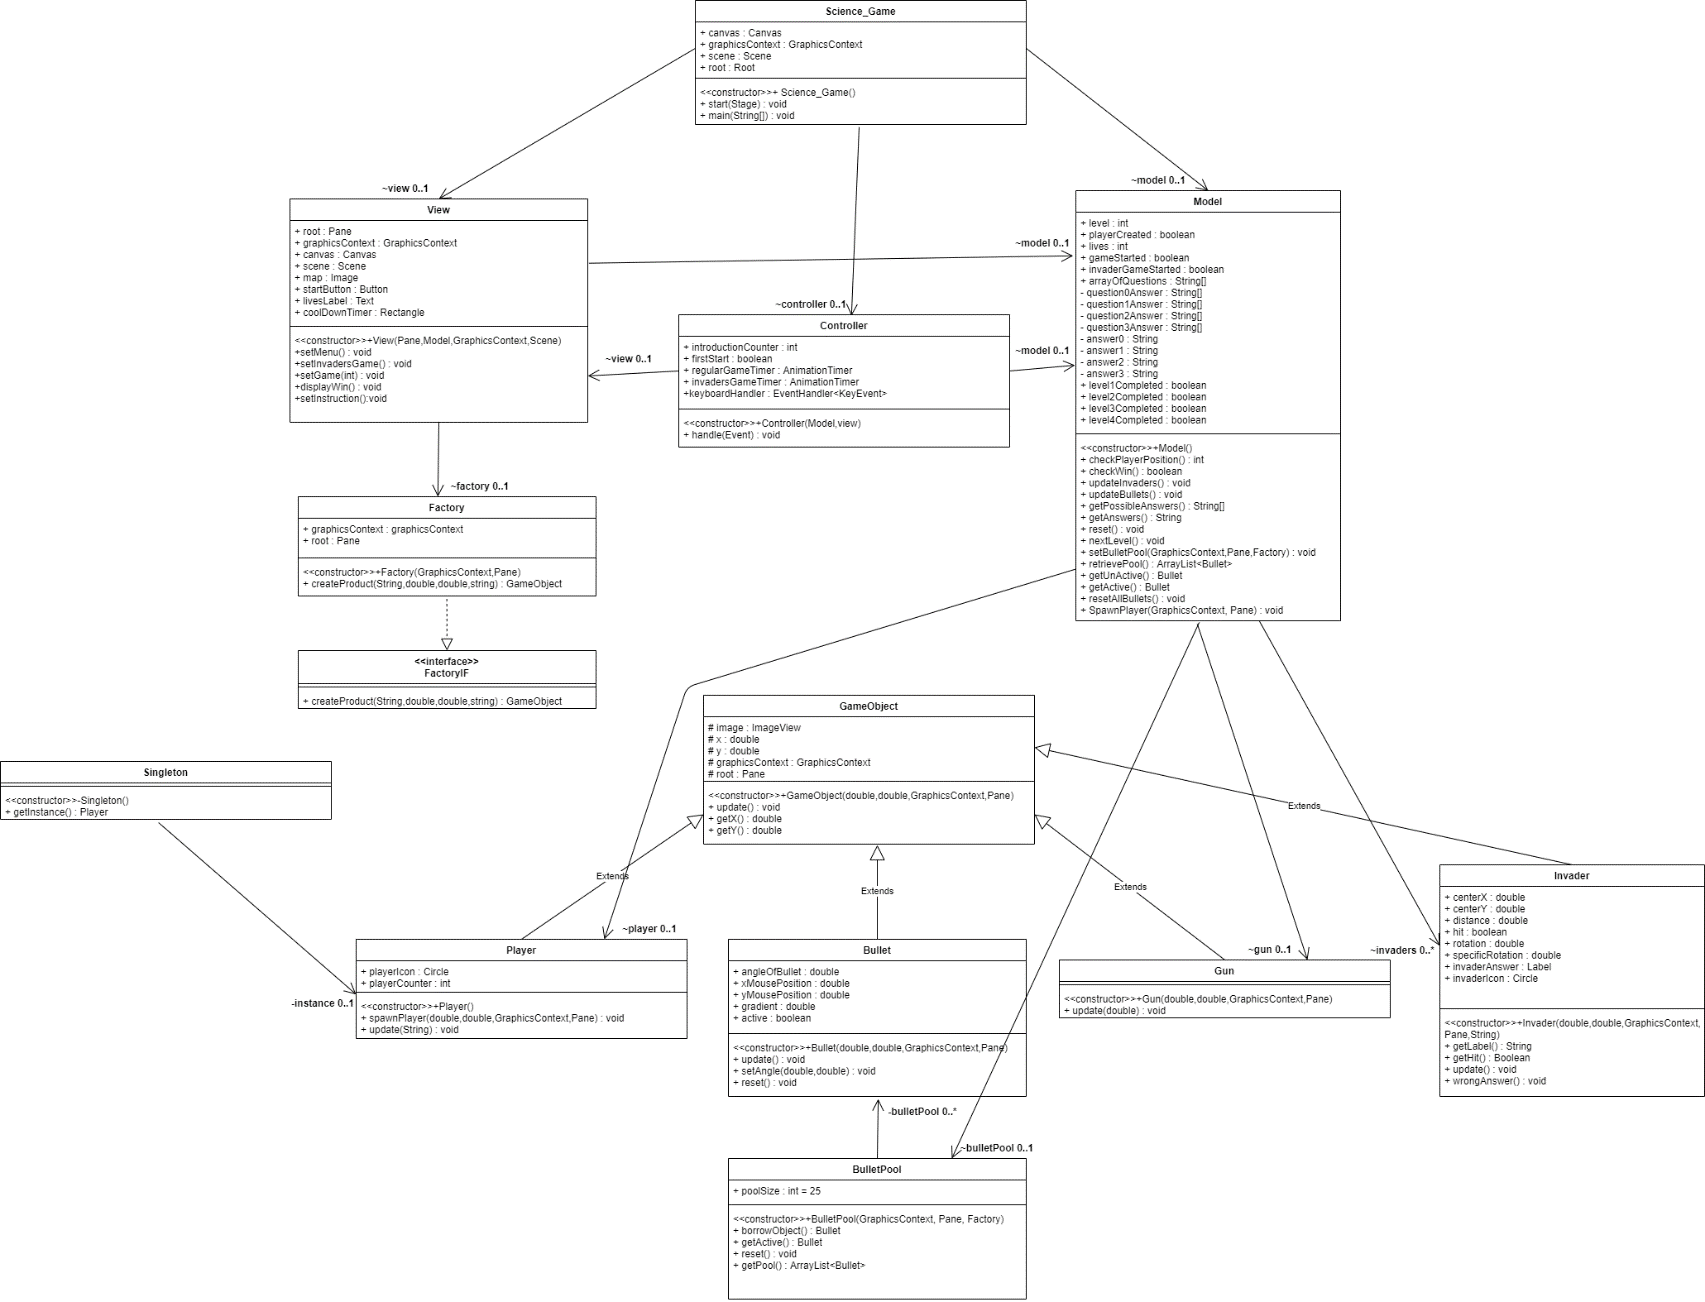 Science_Game
+ canvas : Canvas
+ graphicsContext : GraphicsContext
+ scene : Scene
+ root : Root
<<constructor>>+ Science_Game()
+ start(Stage) : void
+ main(String[]) : void
~view 0..1
~model 0..1
View
+ root : Pane
+ graphicsContext : GraphicsContext
+ canvas : Canvas
+ scene : Scene
+ map : Image
+ startButton : Button
+ livesLabel : Text
+ coolDownTimer : Rectangle
<<constructor>>+View(Pane,Model,GraphicsContext,Scene)
+setMenu() : void
+setInvadersGame() : void
+setGame(int) : void
+displayWin() : void
+setInstruction():void
~model 0..1
~controller 0..1
Controller
+ introductionCounter : int
+ firstStart : boolean
+ regularGameTimer : AnimationTimer
+ invadersGameTimer : AnimationTimer
+keyboardHandler : EventHandler<KeyEvent>
<<constructor>>+Controller(Model,view)
+ handle(Event) : void
~view 0..1
~model 0..1
Model
+ level : int
+ playerCreated : boolean
+ lives : int
+ gameStarted : boolean
+ invaderGameStarted : boolean
+ arrayOfQuestions : String[]
- question0Answer : String[]
- question1Answer : String[]
- question2Answer : String[]
- question3Answer : String[]
- answer0 : String
- answer1 : String
- answer2 : String
- answer3 : String
+ level1Completed : boolean
+ level2Completed : boolean
+ level3Completed : boolean
+ level4Completed : boolean
<<constructor>>+Model()
+ checkPlayerPosition() : int
+ checkWin() : boolean
+ updateInvaders() : void
+ updateBullets() : void
+ getPossibleAnswers() : String[]
+ getAnswers() : String
+ reset() : void
+ nextLevel() : void
+ setBulletPool(GraphicsContext,Pane,Factory) : void
+ retrievePool() : ArrayList<Bullet>
+ getUnActive() : Bullet
+ getActive() : Bullet
+ resetAllBullets() : void
+ SpawnPlayer(GraphicsContext, Pane) : void
~factory 0..1
Factory
+ graphicsContext : graphicsContext
+ root : Pane
<<constructor>>+Factory(GraphicsContext,Pane)
+ createProduct(String,double,double,string) : GameObject
<<interface>>
FactoryIF
+ createProduct(String,double,double,string) : GameObject
GameObject
# image : ImageView
# x : double
# y : double
# graphicsContext : GraphicsContext
# root : Pane
<<constructor>>+GameObject(double,double,GraphicsContext,Pane)
+ update() : void
+ getX() : double
+ getY() : double
Singleton
<<constructor>>-Singleton()
+ getInstance() : Player
Extends
Extends
Extends
Extends
-instance 0..1
~player 0..1
~gun 0..1
~invaders 0..*
Player
+ playerIcon : Circle
+ playerCounter : int
<<constructor>>+Player()
+ spawnPlayer(double,double,GraphicsContext,Pane) : void
+ update(String) : void
Bullet
+ angleOfBullet : double
+ xMousePosition : double
+ yMousePosition : double
+ gradient : double
+ active : boolean
<<constructor>>+Bullet(double,double,GraphicsContext,Pane)
+ update() : void
+ setAngle(double,double) : void
+ reset() : void
Gun
<<constructor>>+Gun(double,double,GraphicsContext,Pane)
+ update(double) : void
Invader
+ centerX : double
+ centerY : double
+ distance : double
+ hit : boolean
+ rotation : double
+ specificRotation : double
+ invaderAnswer : Label
+ invaderIcon : Circle
<<constructor>>+Invader(double,double,GraphicsContext,
Pane,String)
+ getLabel() : String
+ getHit() : Boolean
+ update() : void
+ wrongAnswer() : void
-bulletPool 0..*
~bulletPool 0..1
BulletPool
+ poolSize : int = 25
<<constructor>>+BulletPool(GraphicsContext, Pane, Factory)
+ borrowObject() : Bullet
+ getActive() : Bullet
+ reset() : void
+ getPool() : ArrayList<Bullet>